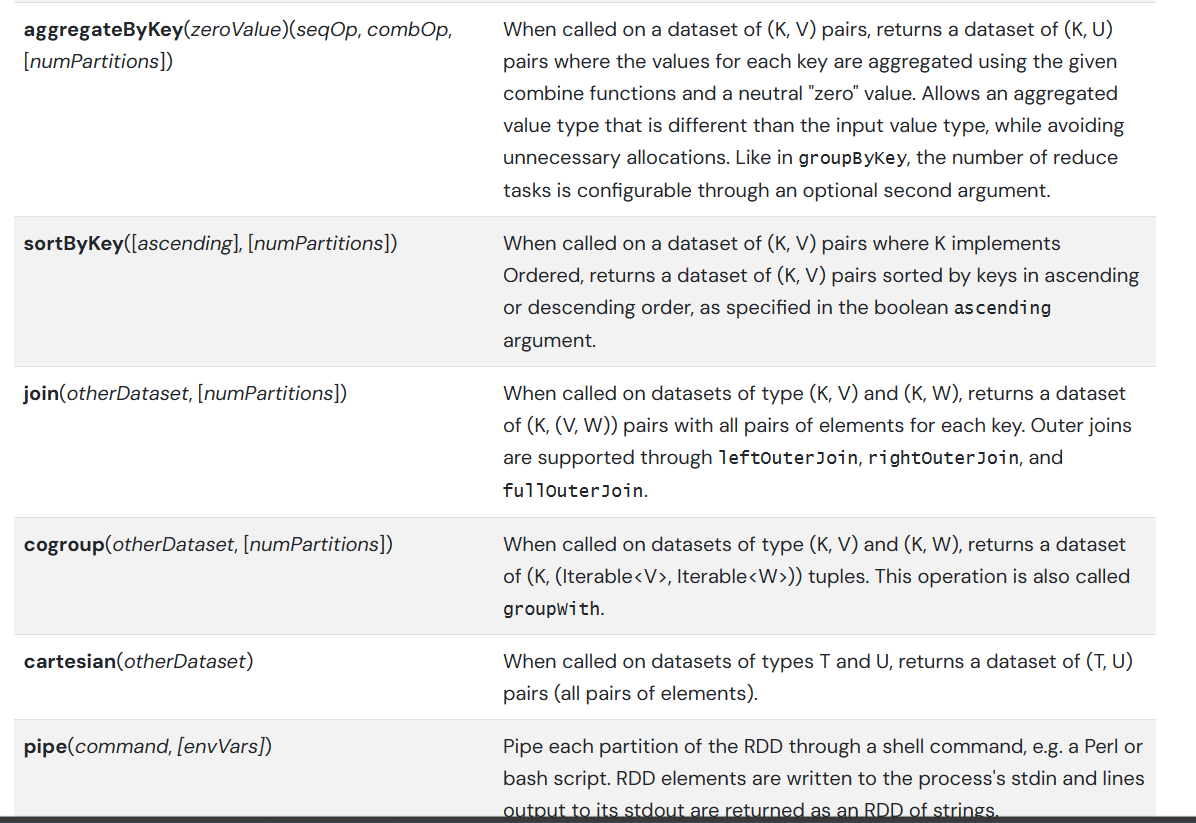 aggregateByKey(zeroValue)(seqOp, combOp,
[numPartitions])
When called on a dataset of (K, V) pairs, returns a dataset of (K, U)
pairs where the values for each key are aggregated using the given
combine functions and a neutral "zero" value. Allows an aggregated
value type that is different than the input value type, while avoiding
unnecessary allocations. Like in groupByKey, the number of reduce
tasks is configurable through an optional second argument.
sortByKey([ascending], [numPartitions])
When called on a dataset of (K, V) pairs where K implements
Ordered, returns a dataset of (K, V) pairs sorted by keys in ascending
or descending order, as specified in the boolean ascending
argument.
join(otherDataset, [numPartitions])
When called on datasets of type (K, V) and (K, W), returns a dataset
of (K, (V, W)) pairs with all pairs of elements for each key. Outer joins
are supported through leftOuterJoin, rightOuterJoin, and
fullOuterJoin.
cogroup(otherDataset, [numPartitions])
When called on datasets of type (K, V) and (K, W), returns a dataset
of (K, (Iterable<V>, Iterable<W>)) tuples. This operation is also called
groupWith.
cartesian(otherDataset)
When called on datasets of types T and U, returns a dataset of (T, U)
pairs (all pairs of elements).
pipe(command, [envVars])
Pipe each partition of the RDD through a shell command, e.g. a Perl or
bash script. RDD elements are written to the process's stdin and lines
output to its stdout are returned as an RDD of strings.